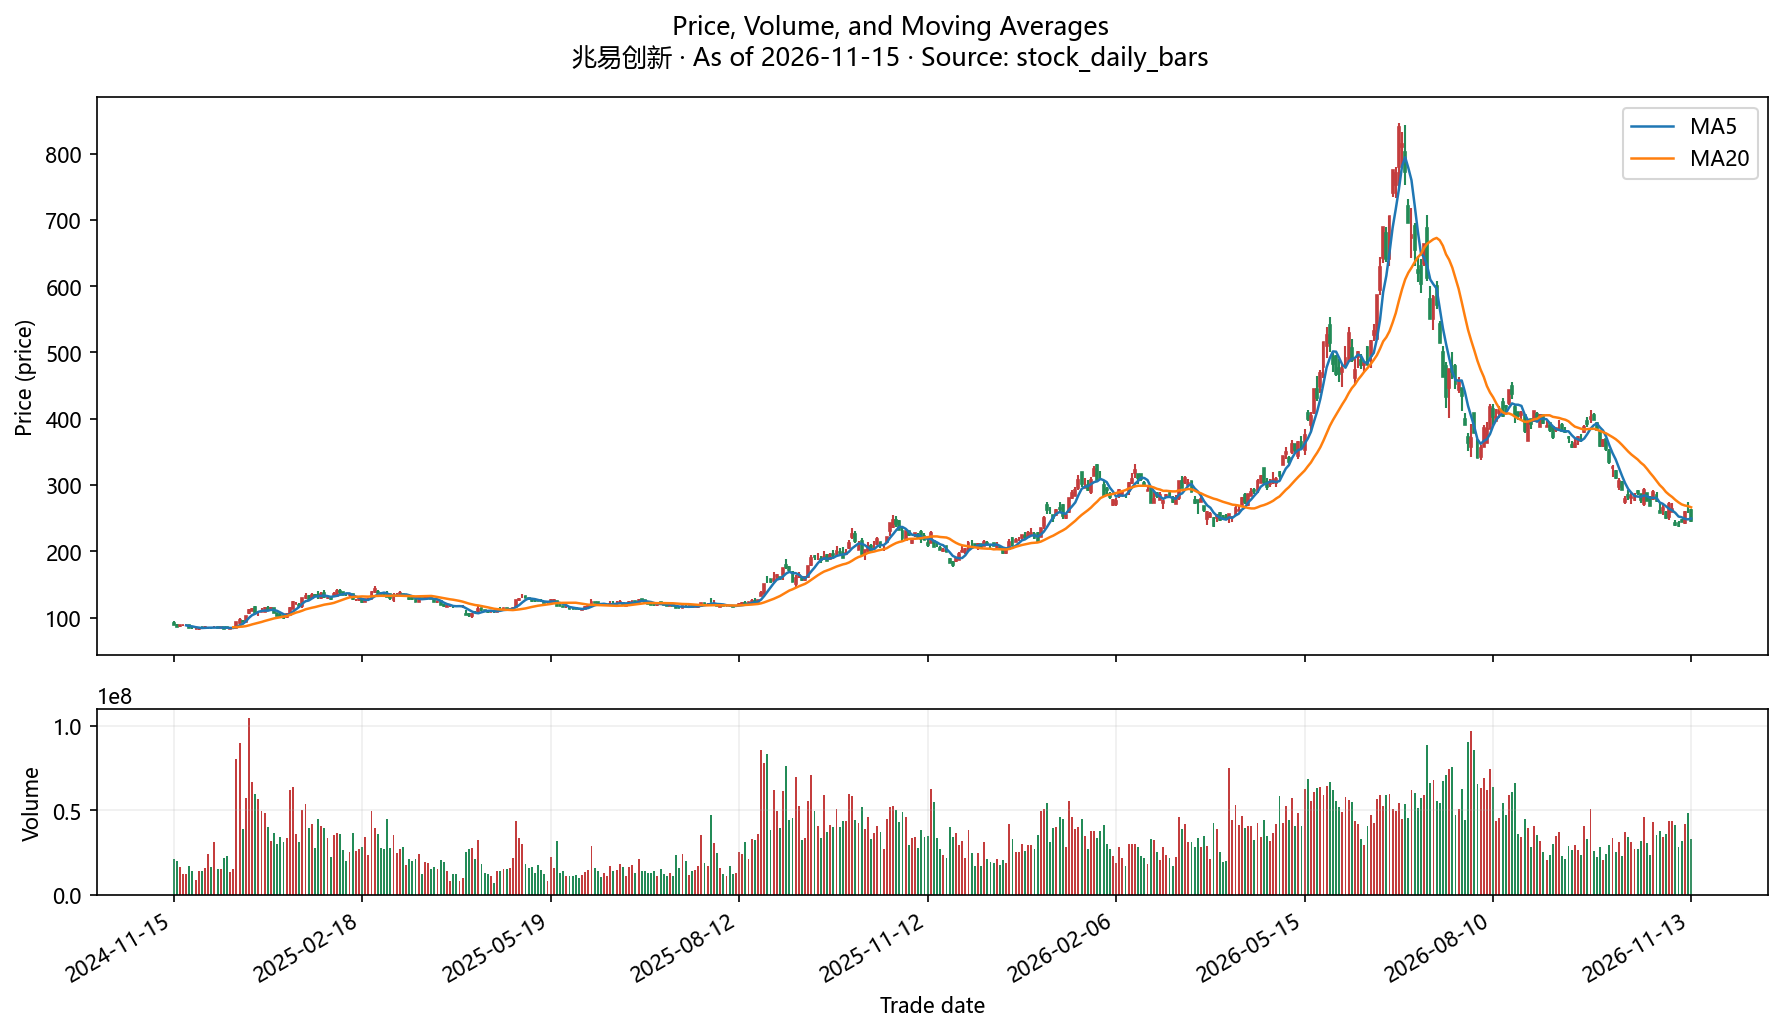 Price, Volume, and Moving Averages
兆易创新 · As of 2026-11-15 · Source: stock_daily_bars
MA5
MA20
Price (price)
800
700
600
500
400
300
200
100
1e8
Volume
1.0
0.5
0.0
2024-11-15
2025-02-18
2025-05-19
2025-08-12
2025-11-12
2026-02-06
2026-05-15
2026-08-10
2026-11-13
Trade date